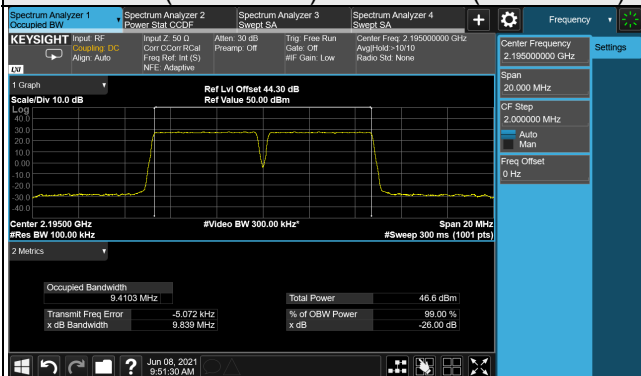 Spectrum Analyzer 1
Occupied BW
Spectrum Analyzer 2
Power Stat CCDF
Spectrum Analyzer 3
Swept SA
Spectrum Analyzer 4
Swept SA
Frequency
KEYSIGHT
Input: RF
Coupling: DC
Align: Auto
Input Z: 50 Ω
Corr CCorr RCal
Freq Ref: Int (S)
NFE: Adaptive
Atten: 30 dB
Preamp: Off
Trig: Free Run
Gate: Off
#IF Gain: Low
Center Freq: 2.195000000 GHz
Avg|Hold:>10/10
Radio Std: None
LXI
Center Frequency
2.195000000 GHz
Settings
Span
20.000 MHz
CF Step
2.000000 MHz
Auto
Man
Freq Offset
0 Hz
1 Graph
Scale/Div 10.0 dB
Ref Lvl Offset 44.30 dB
Ref Value 50.00 dBm
Log
40.0
30.0
20.0
10.0
0.00
-10.0
-20.0
-30.0
-40.0
Center 2.19500 GHz
#Res BW 100.00 kHz
#Video BW 300.00 kHz*
Span 20 MHz
#Sweep 300 ms (1001 pts)
2 Metrics
Occupied Bandwidth
9.4103 MHz
Total Power 46.6 dBm
Transmit Freq Error -5.072 kHz
% of OBW Power 99.00 %
x dB Bandwidth 9.839 MHz
x dB -26.00 dB
?
Jun 08, 2021
9:51:30 AM